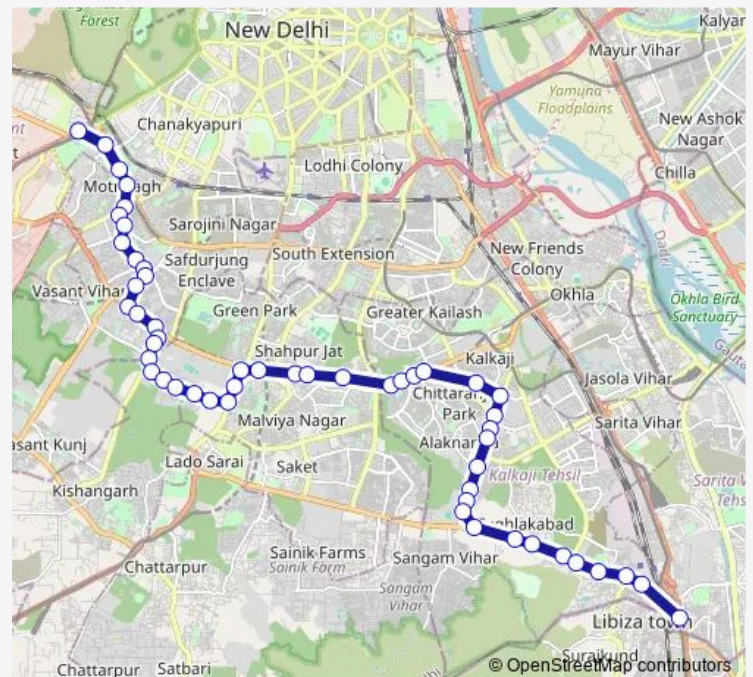 Forest
New Delhi
Kalyan
Mayur Vihar
Yamuna
Floodplains
New Ashok
Nagar
Chanakyapuri
Lodhi Colony
Chilla
Sarojini Nagar
Dadri
South Extension
New Friends
Colony
Safdurjung
Enclave
Vasant Vihar
Okhla
Okhla Bird
Sanctuary
Green Park
Greater Kailash
Shahpur Jat
Kalkaji
Jasola Vihar
Park
Malviya Nagar
Sarita Vihar
Lado Sarai
Saket
Kalkaji Tehsil
Kishangarh
Sainik Farms
Sainik Farm
Sangam Vihar
Chattarpur
Sangam
Vihar
Surajkund
Chattarpur
Satbari
© OpenStreetMap contributors